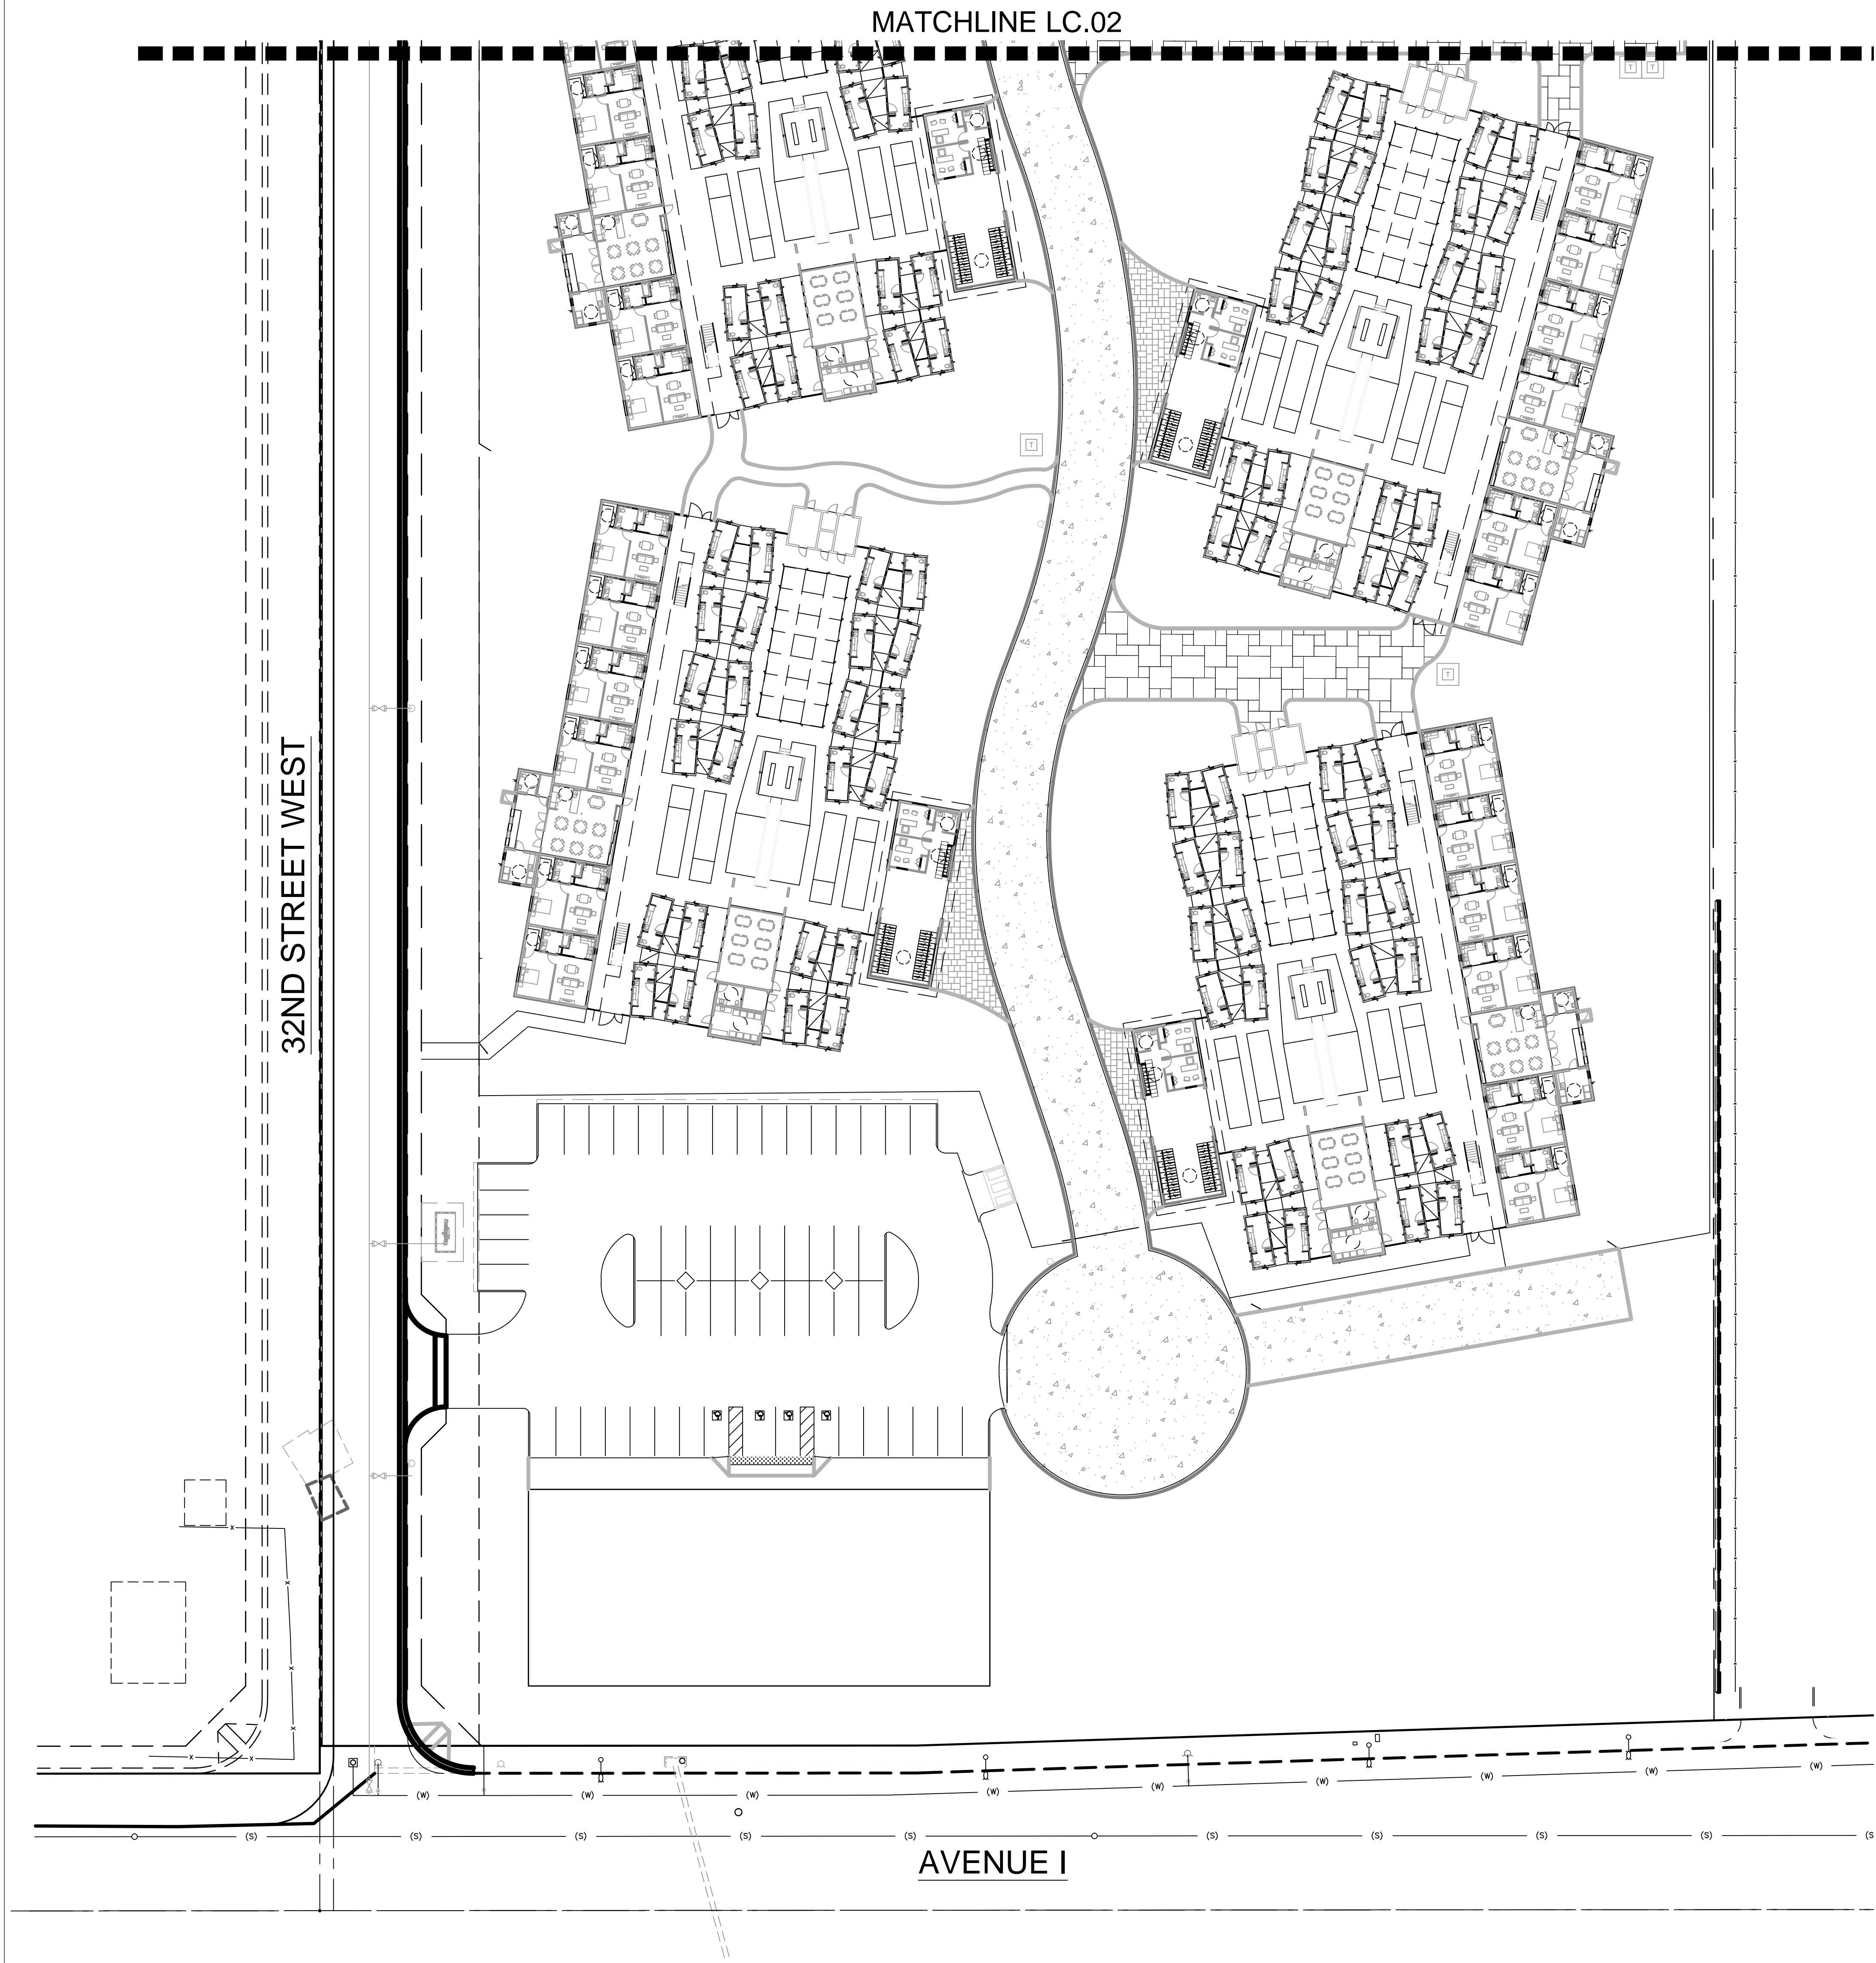 MATCHLINE LC.02
T T
T
T
32ND STREET WEST
x
x
x
x
x x
(W) (W) (W) (W) (W) (W) (W) (W) (W)
(S) (S) (S) (S) (S) (S) (S) (S) (S) (S)
AVENUE I